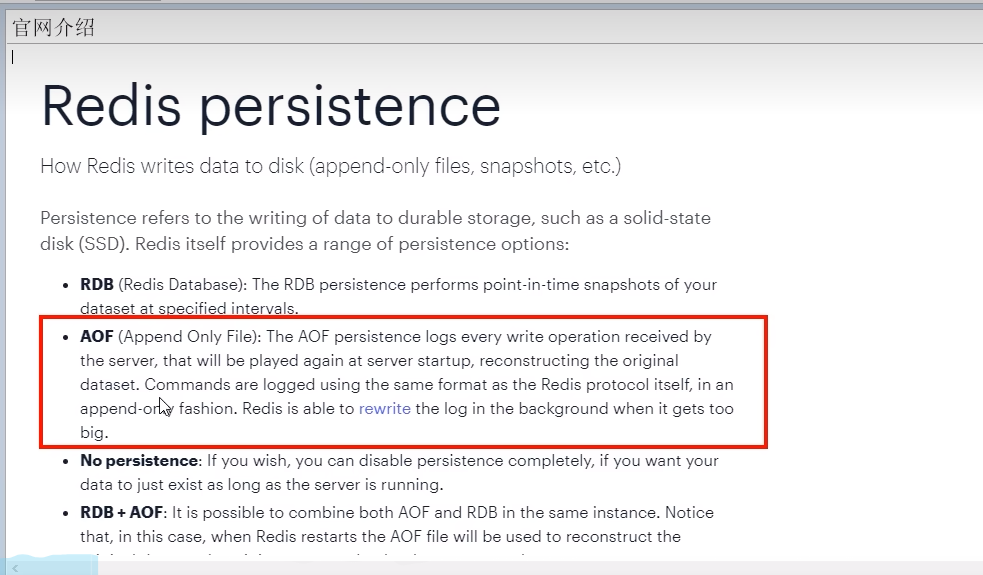 官网介绍
Redis persistence
How Redis writes data to disk (append-only files, snapshots, etc.)
Persistence refers to the writing of data to durable storage, such as a solid-state
disk (SSD). Redis itself provides a range of persistence options:
• RDB (Redis Database): The RDB persistence performs point-in-time snapshots of your
dataset at specified intervals.
• AOF (Append Only File): The AOF persistence logs every write operation received by
the server, that will be played again at server startup, reconstructing the original
dataset. Commands are logged using the same format as the Redis protocol itself, in an
append-only fashion. Redis is able to rewrite the log in the background when it gets too
big.
• No persistence: If you wish, you can disable persistence completely, if you want your
data to just exist as long as the server is running.
• RDB + AOF: It is possible to combine both AOF and RDB in the same instance. Notice
that, in this case, when Redis restarts the AOF file will be used to reconstruct the